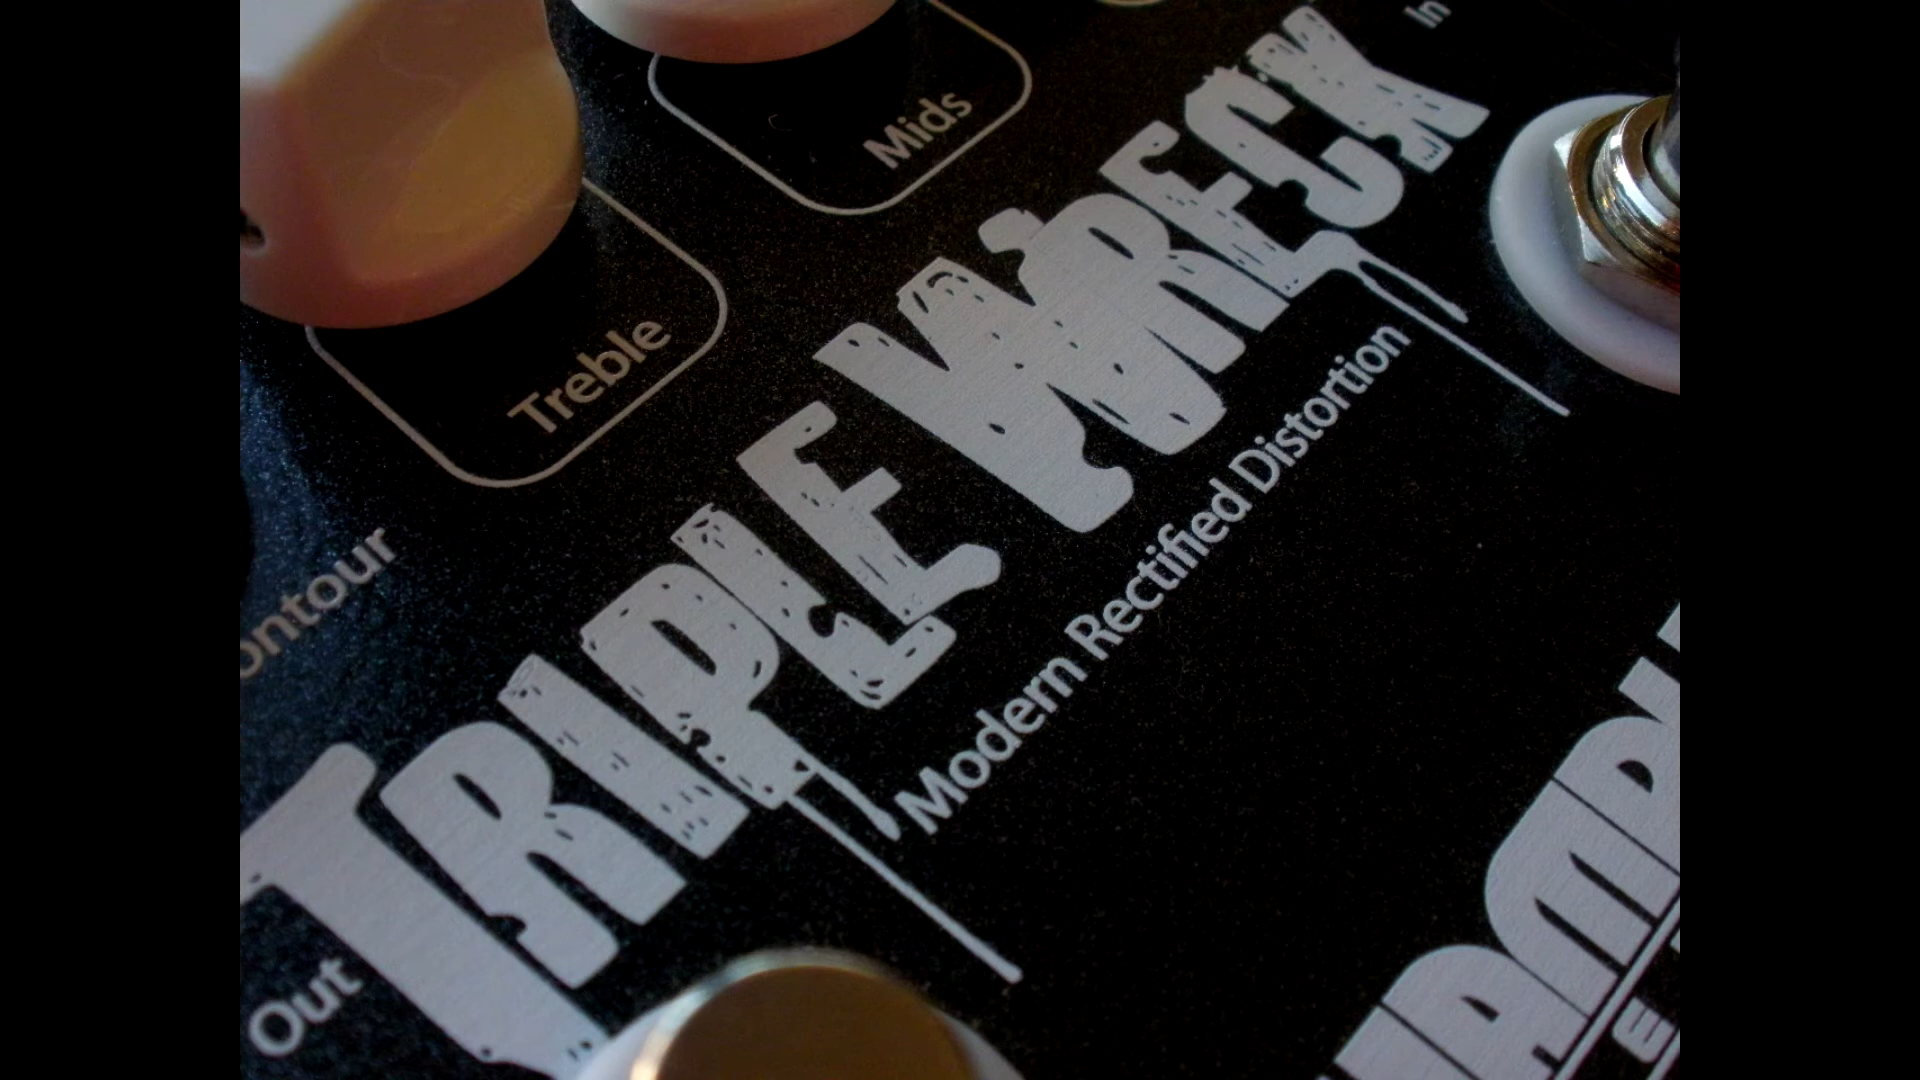 In
Mids
Treble
ontour
TRIPLE WRECK
Modern Rectified Distortion
Out